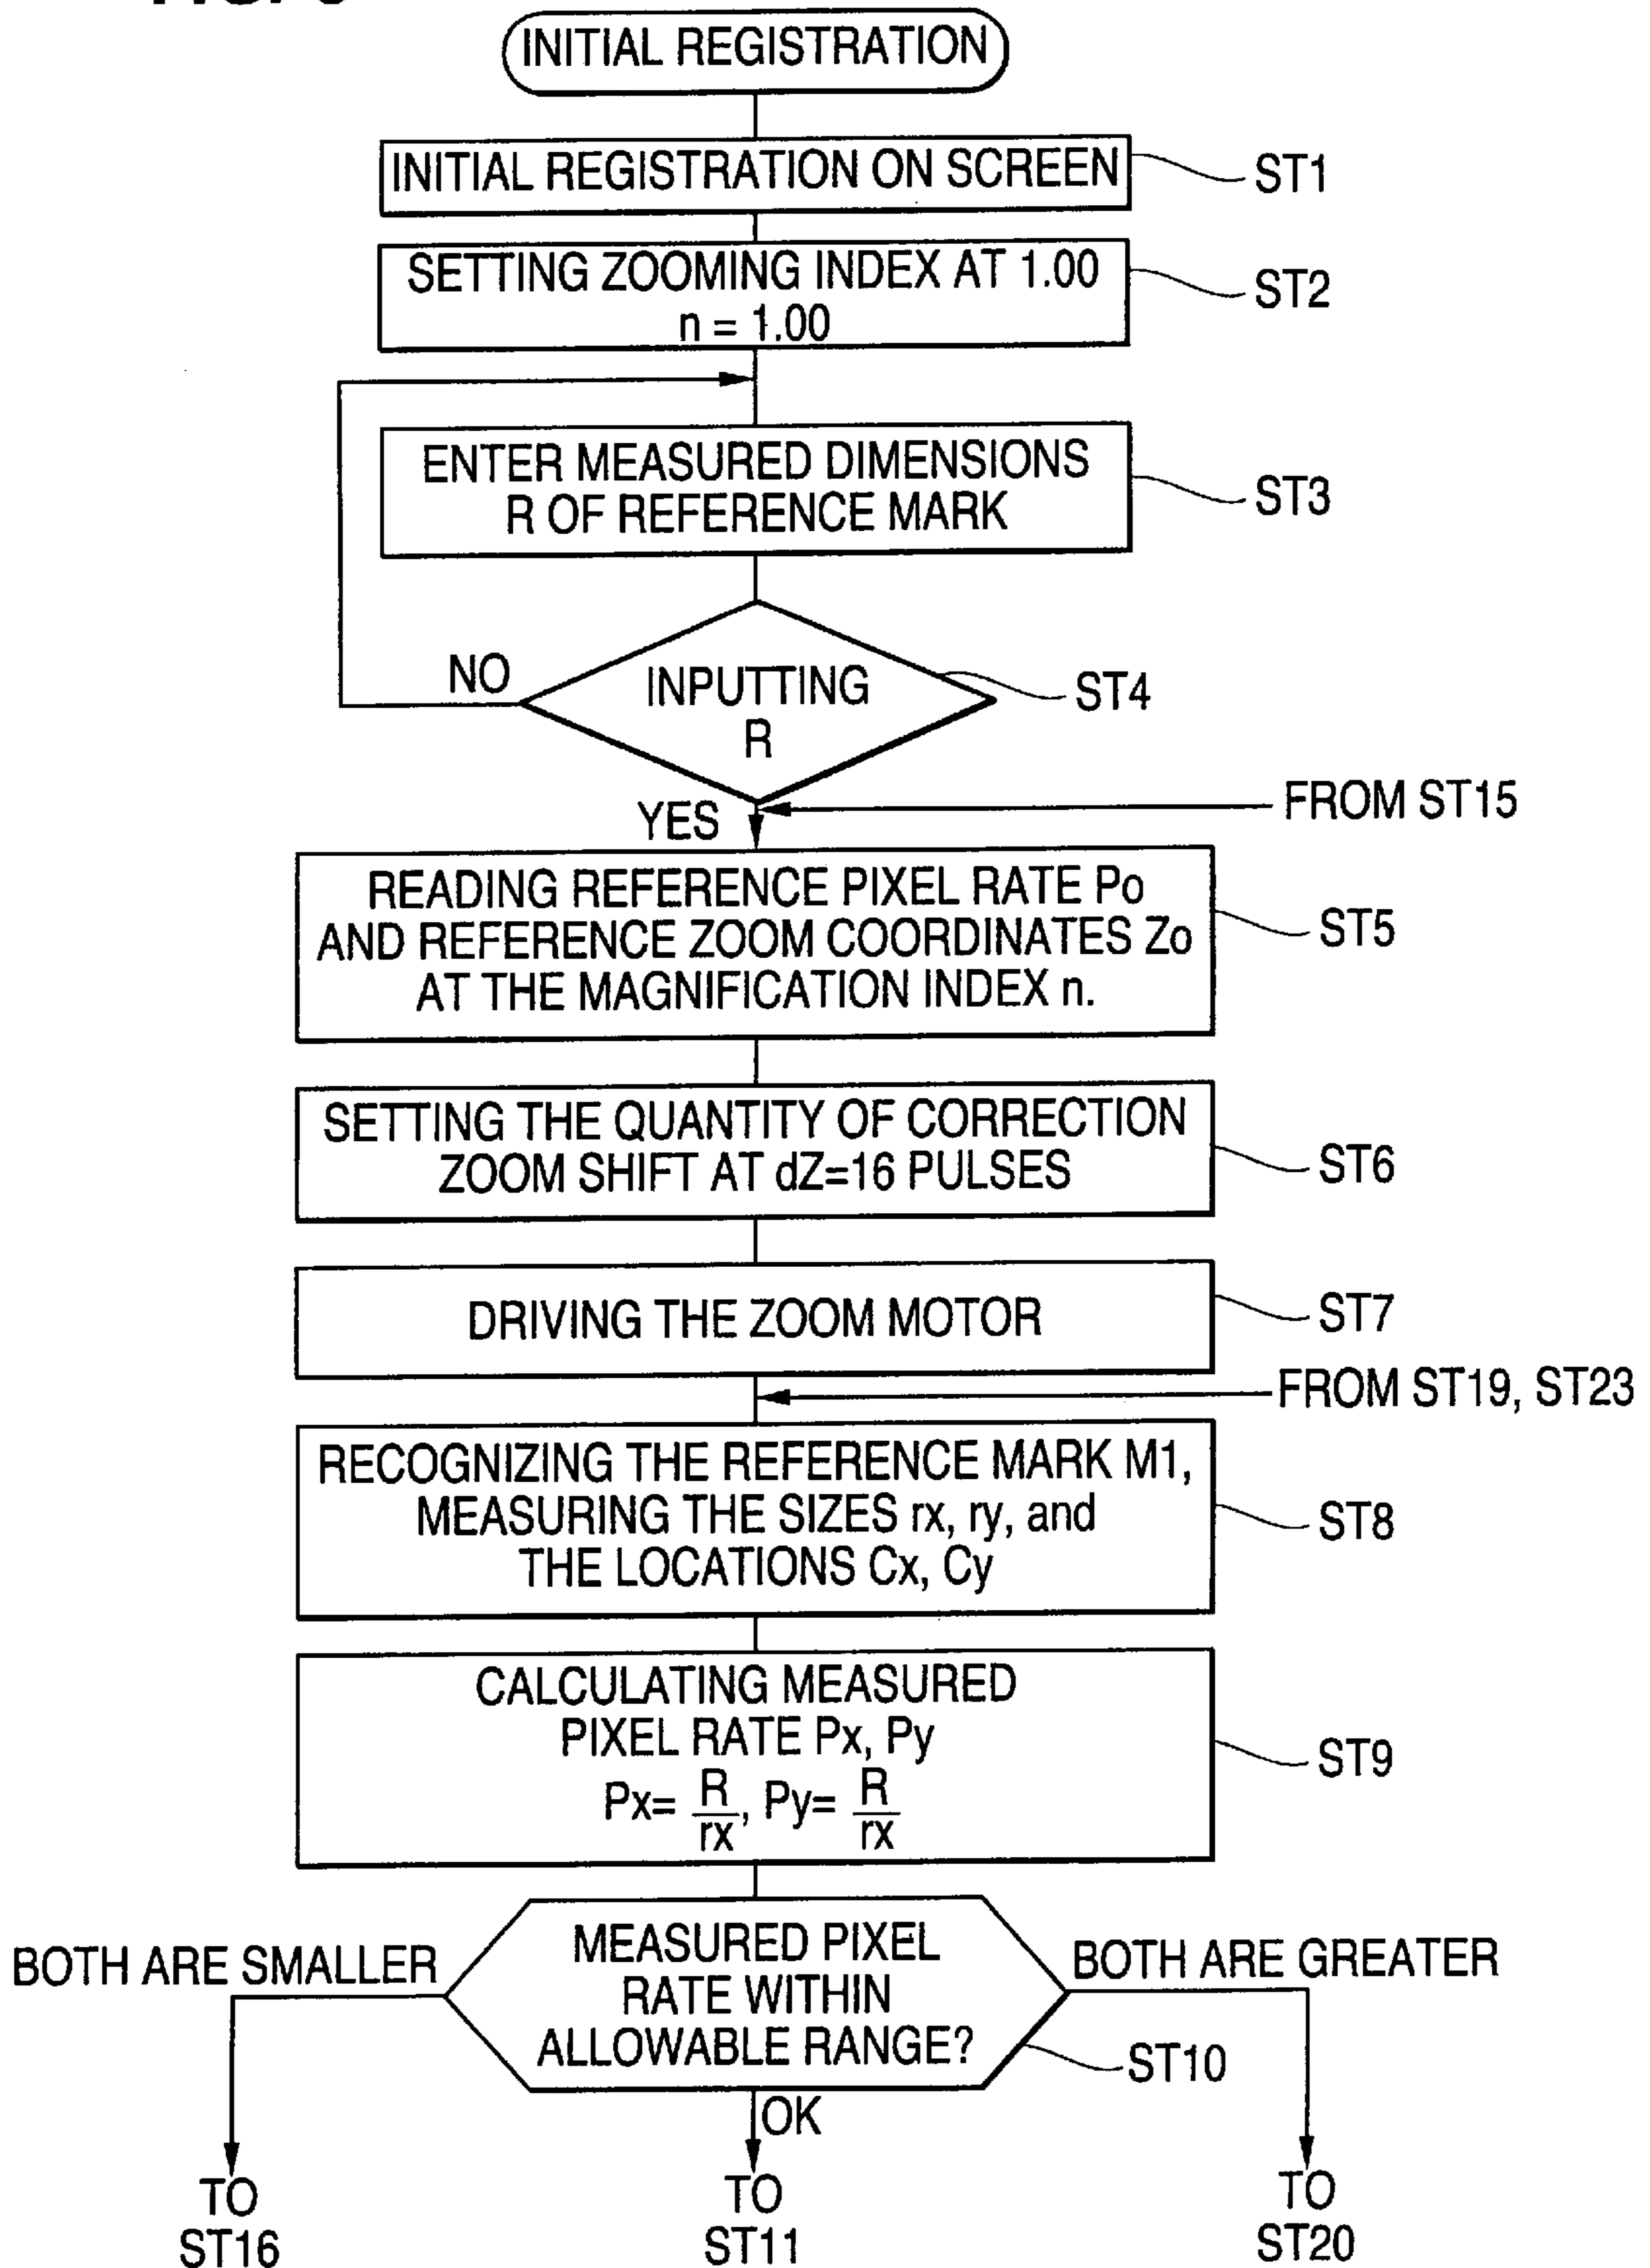 INITIAL REGISTRATION
INITIAL REGISTRATION ON SCREEN
ST1
SETTING ZOOMING INDEX AT 1.00
n = 1.00
ST2
ENTER MEASURED DIMENSIONS
R OF REFERENCE MARK
ST3
NO
INPUTTING
R
ST4
YES
FROM ST15
READING REFERENCE PIXEL RATE Po
AND REFERENCE ZOOM COORDINATES Zo
AT THE MAGNIFICATION INDEX n.
ST5
SETTING THE QUANTITY OF CORRECTION
ZOOM SHIFT AT dZ=16 PULSES
ST6
DRIVING THE ZOOM MOTOR
ST7
FROM ST19, ST23
RECOGNIZING THE REFERENCE MARK M1,
MEASURING THE SIZES rx, ry, and
THE LOCATIONS Cx, Cy
ST8
CALCULATING MEASURED
PIXEL RATE Px, Py
Px= R/rx, Py= R/rx
ST9
BOTH ARE SMALLER
MEASURED PIXEL
RATE WITHIN
ALLOWABLE RANGE?
BOTH ARE GREATER
ST10
OK
TO
ST16
TO
ST11
TO
ST20